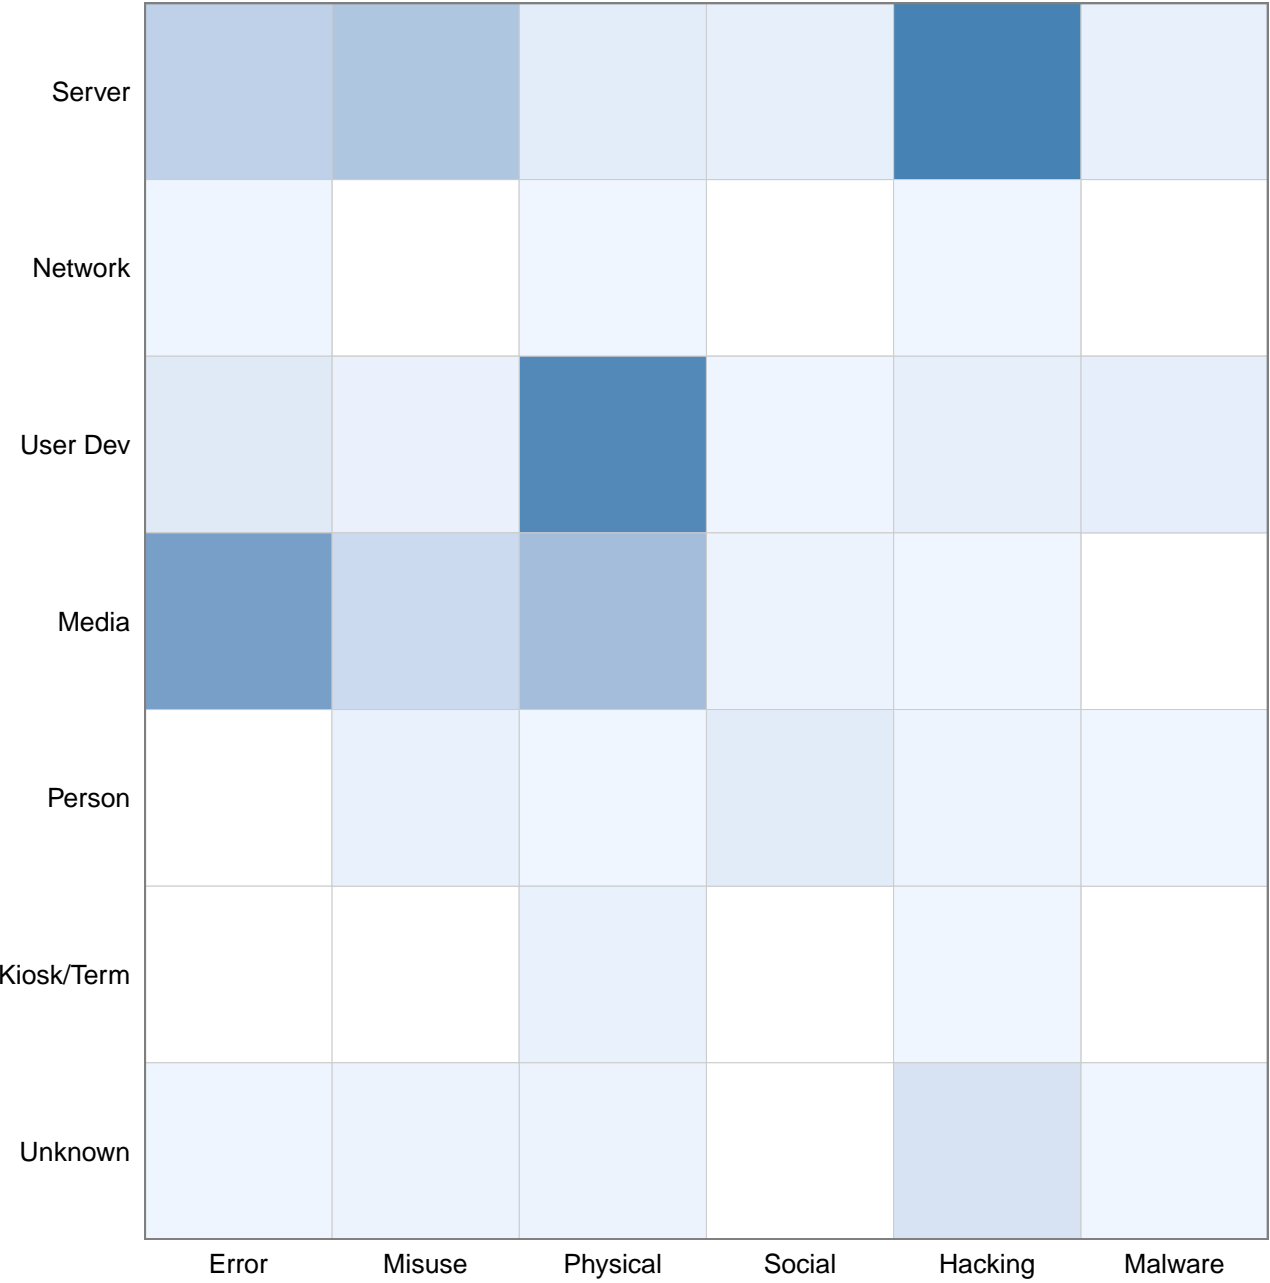 Server
Network
User Dev
Media
Person
Kiosk/Term
Unknown
Error Misuse Physical Social Hacking Malware